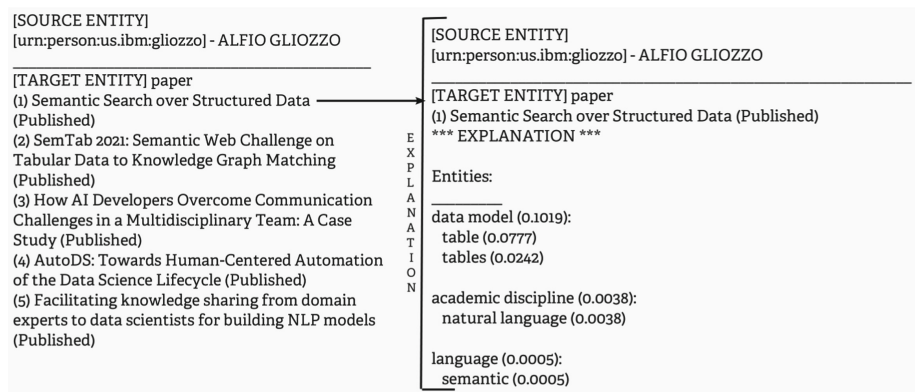 [SOURCE ENTITY]
[urn:person:us.ibm:gliozzo] - ALFIO GLIOZZO
[TARGET ENTITY] paper
(1) Semantic Search over Structured Data
(Published)
(2) SemTab 2021: Semantic Web Challenge on
Tabular Data to Knowledge Graph Matching
(Published)
(3) How AI Developers Overcome Communication
Challenges in a Multidisciplinary Team: A Case
Study (Published)
(4) AutoDS: Towards Human-Centered Automation
of the Data Science Lifecycle (Published)
(5) Facilitating knowledge sharing from domain
experts to data scientists for building NLP models
(Published)
EXPLANATION
[SOURCE ENTITY]
[urn:person:us.ibm:gliozzo] - ALFIO GLIOZZO
[TARGET ENTITY] paper
(1) Semantic Search over Structured Data (Published)
*** EXPLANATION ***
Entities:
data model (0.1019):
table (0.0777)
tables (0.0242)
academic discipline (0.0038):
natural language (0.0038)
language (0.0005):
semantic (0.0005)